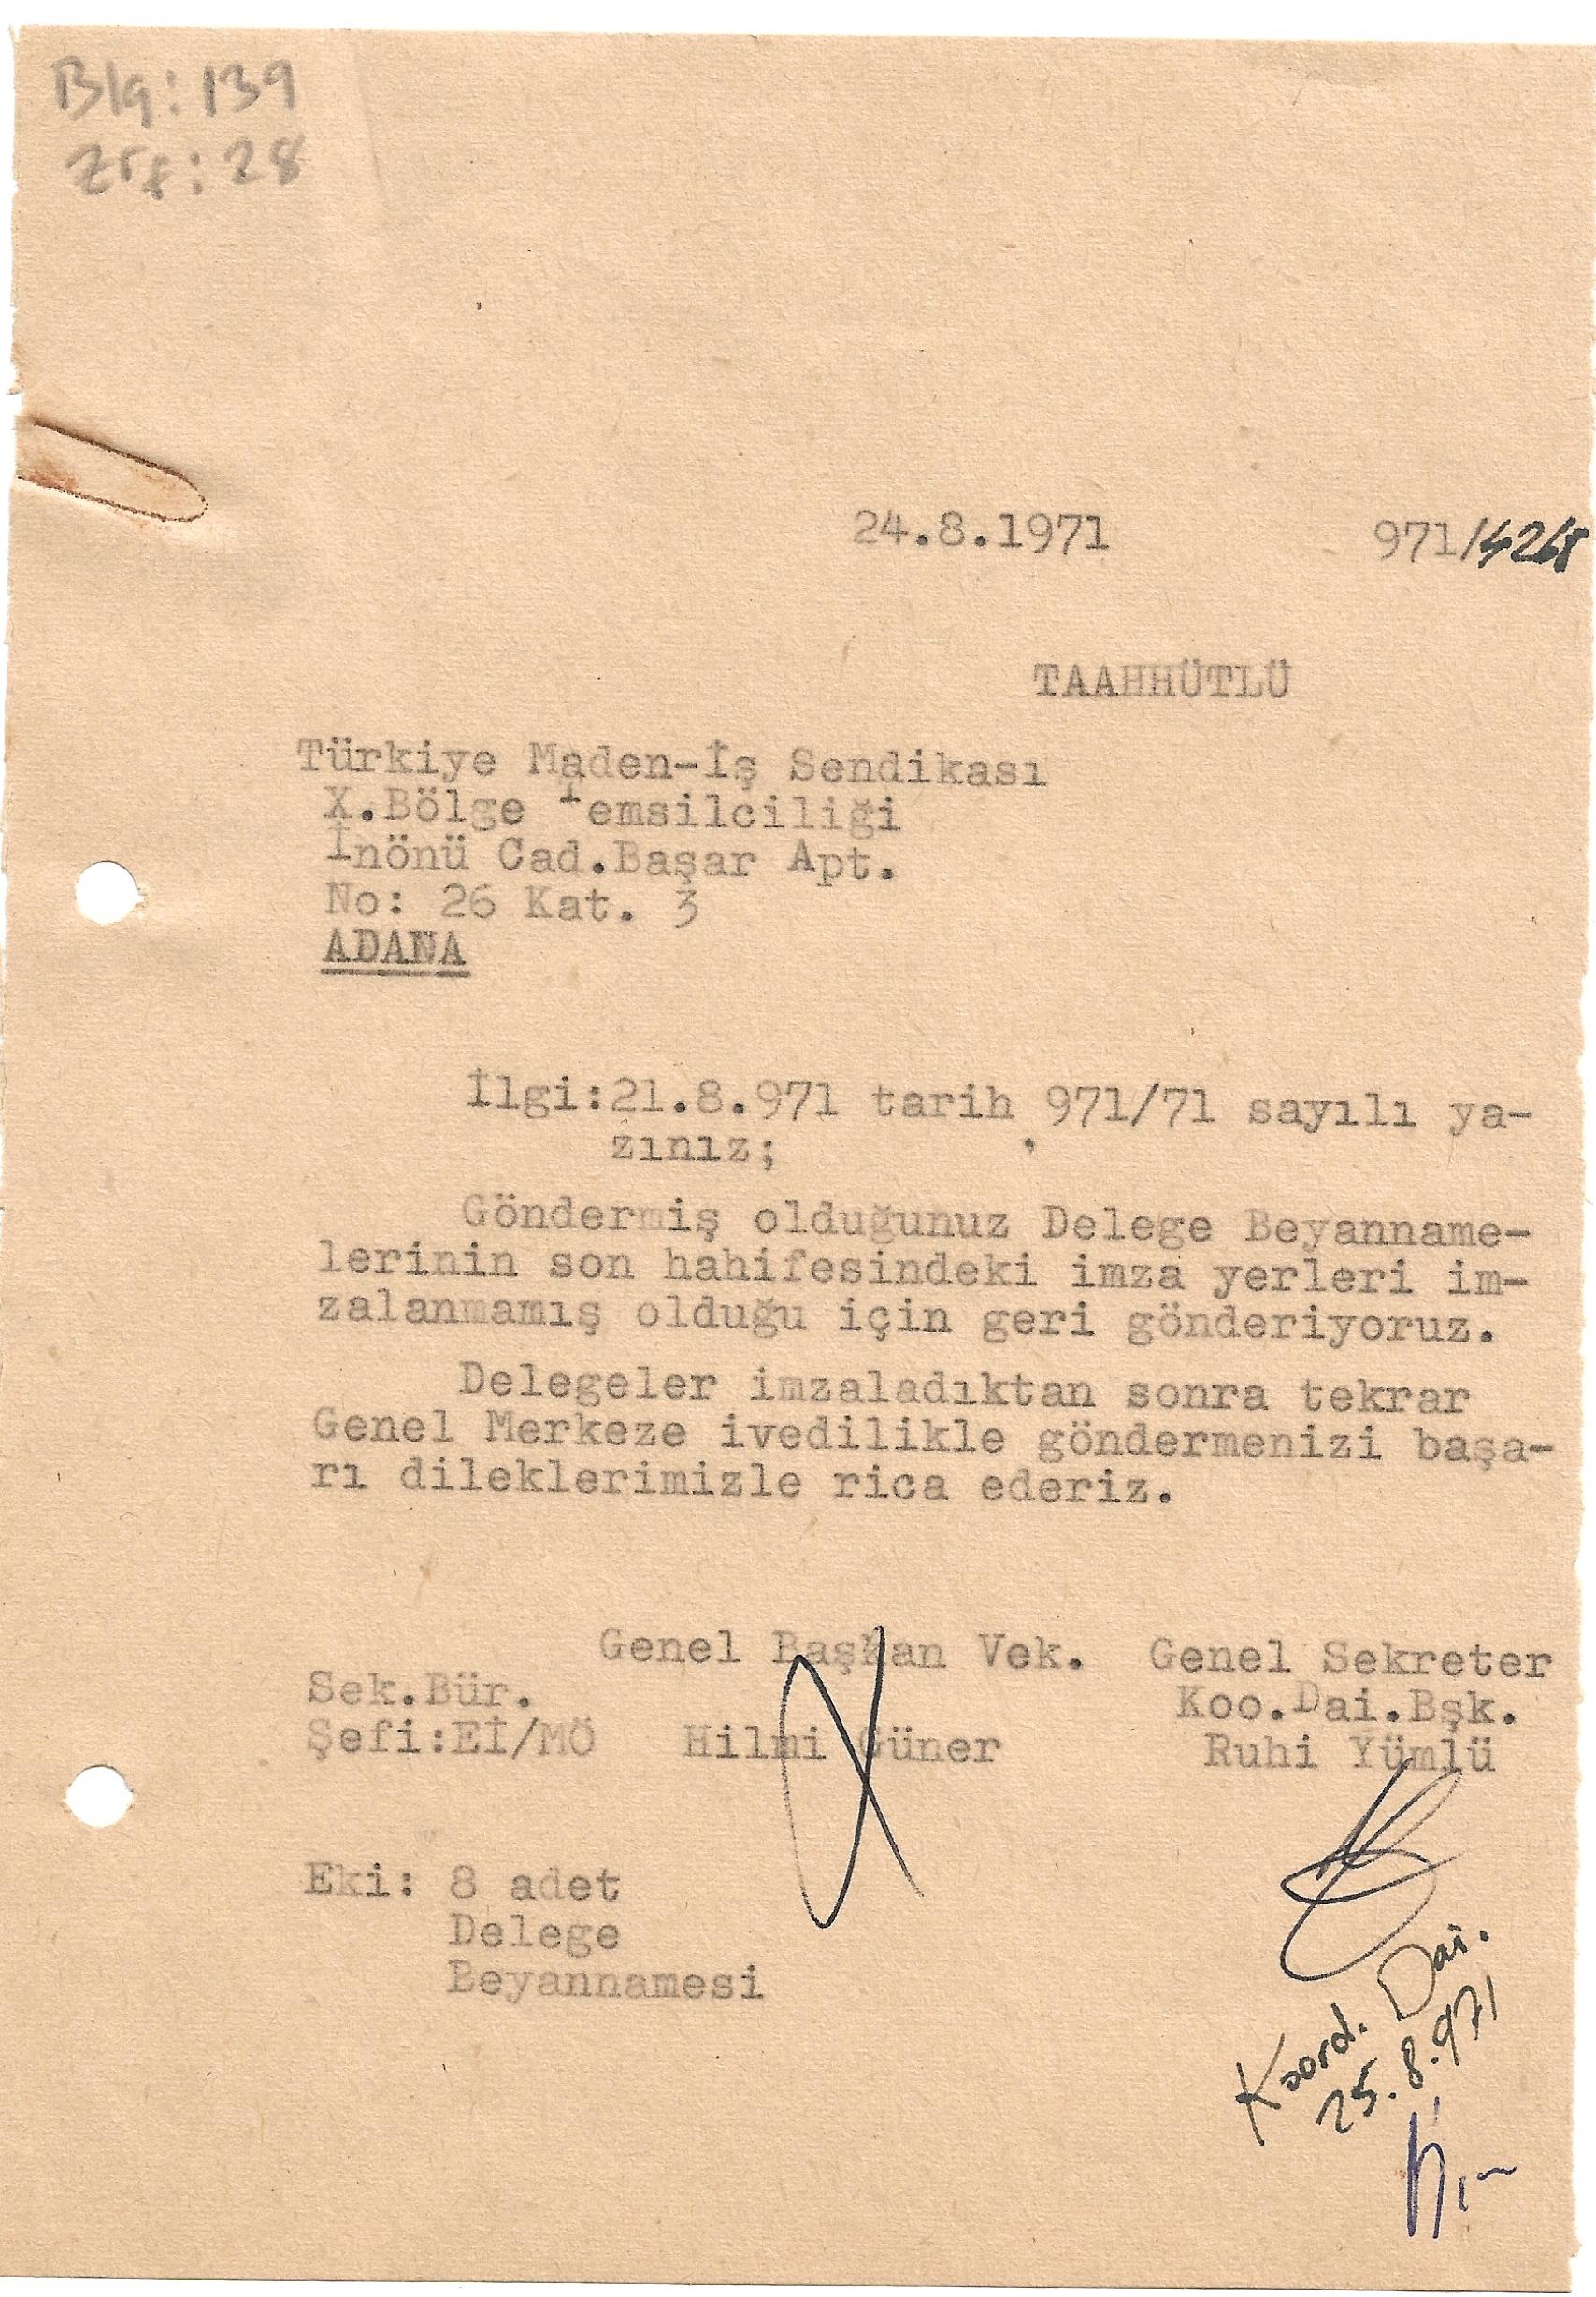 Blg: 139
Zrf: 28
24.8.1971 971/4268
TAAHHÜTLÜ
Türkiye Maden-İş Sendikası
X.Bölge Temsilciliği
İnönü Cad.Başar Apt.
No: 26 Kat. 3
ADANA
İlgi:21.8.971 tarih 971/71 sayılı ya-
zınız;
Göndermiş olduğunuz Delege Beyanname-
lerinin son hahifesindeki imza yerleri im-
zalanmamış olduğu için geri gönderiyoruz.
Delegeler imzaladıktan sonra tekrar
Genel Merkeze ivedilikle göndermenizi başa-
rı dileklerimizle rica ederiz.
Genel Başkan Vek. Genel Sekreter
Sek.Bür. Koo.Dai.Bşk.
Şefi:Eİ/MÖ Hilmi Güner Ruhi Yümlü
Eki: 8 adet
Delege
Beyannamesi
Koord. Dai.
25.8.971